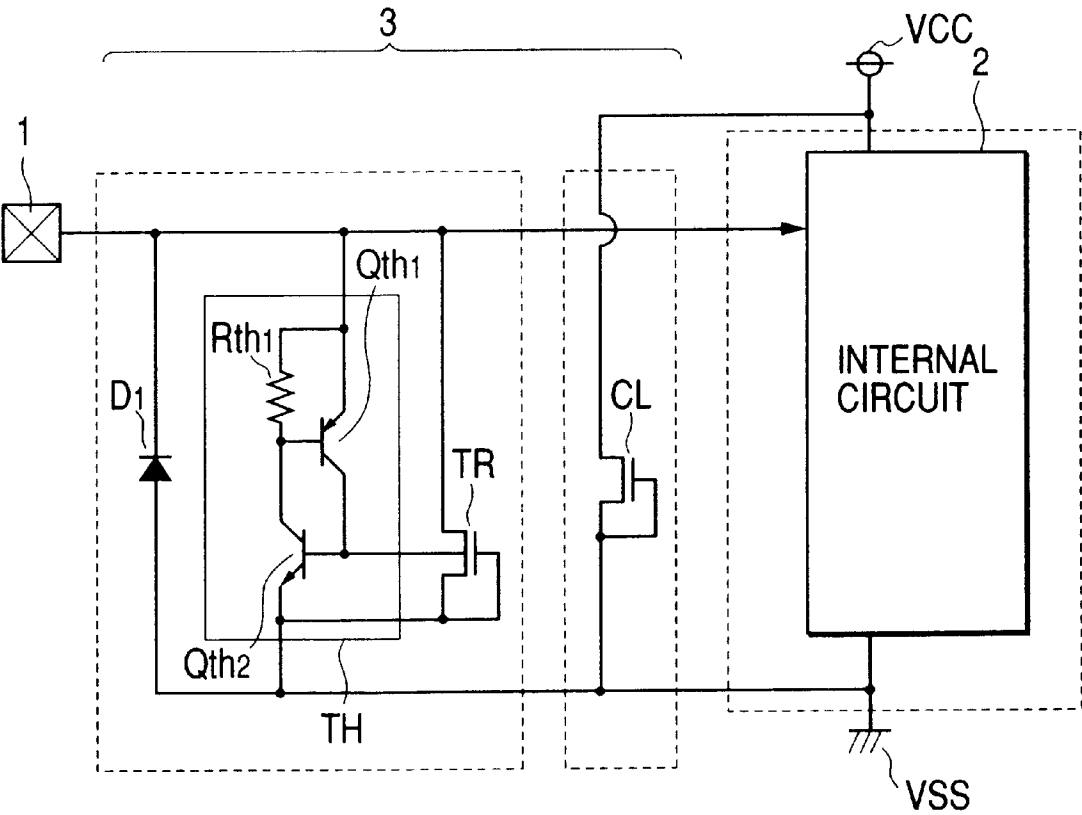 3
VCC
2
1
Qth1
Rth1
D1
CL
TR
INTERNAL
CIRCUIT
Qth2
TH
VSS